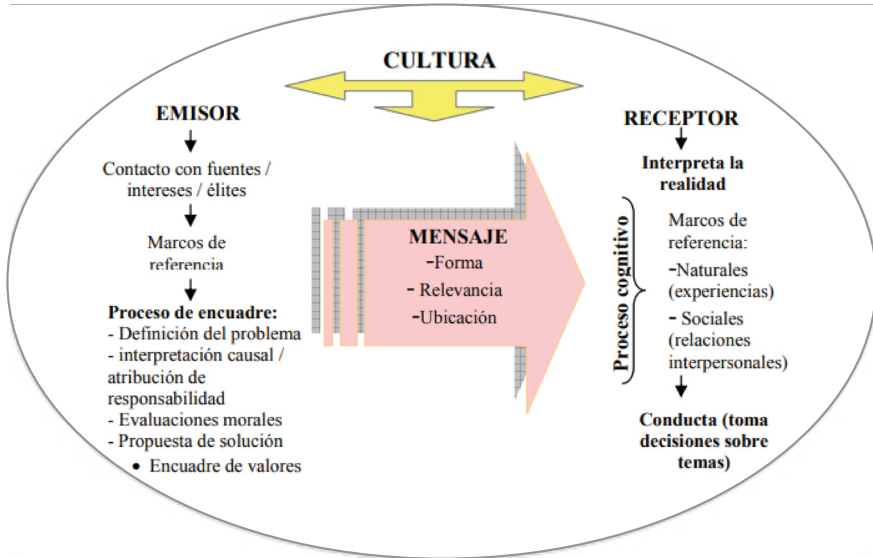 CULTURA
EMISOR
Contacto con fuentes /
intereses / élites
Marcos de
referencia
Proceso de encuadre:
- Definición del problema
- interpretación causal /
atribución de
responsabilidad
- Evaluaciones morales
- Propuesta de solución
• Encuadre de valores
MENSAJE
-Forma
- Relevancia
-Ubicación
RECEPTOR
Interpreta la
realidad
Proceso cognitivo
Marcos de
referencia:
-Naturales
(experiencias)
- Sociales
(relaciones
interpersonales)
Conducta (toma
decisiones sobre
temas)